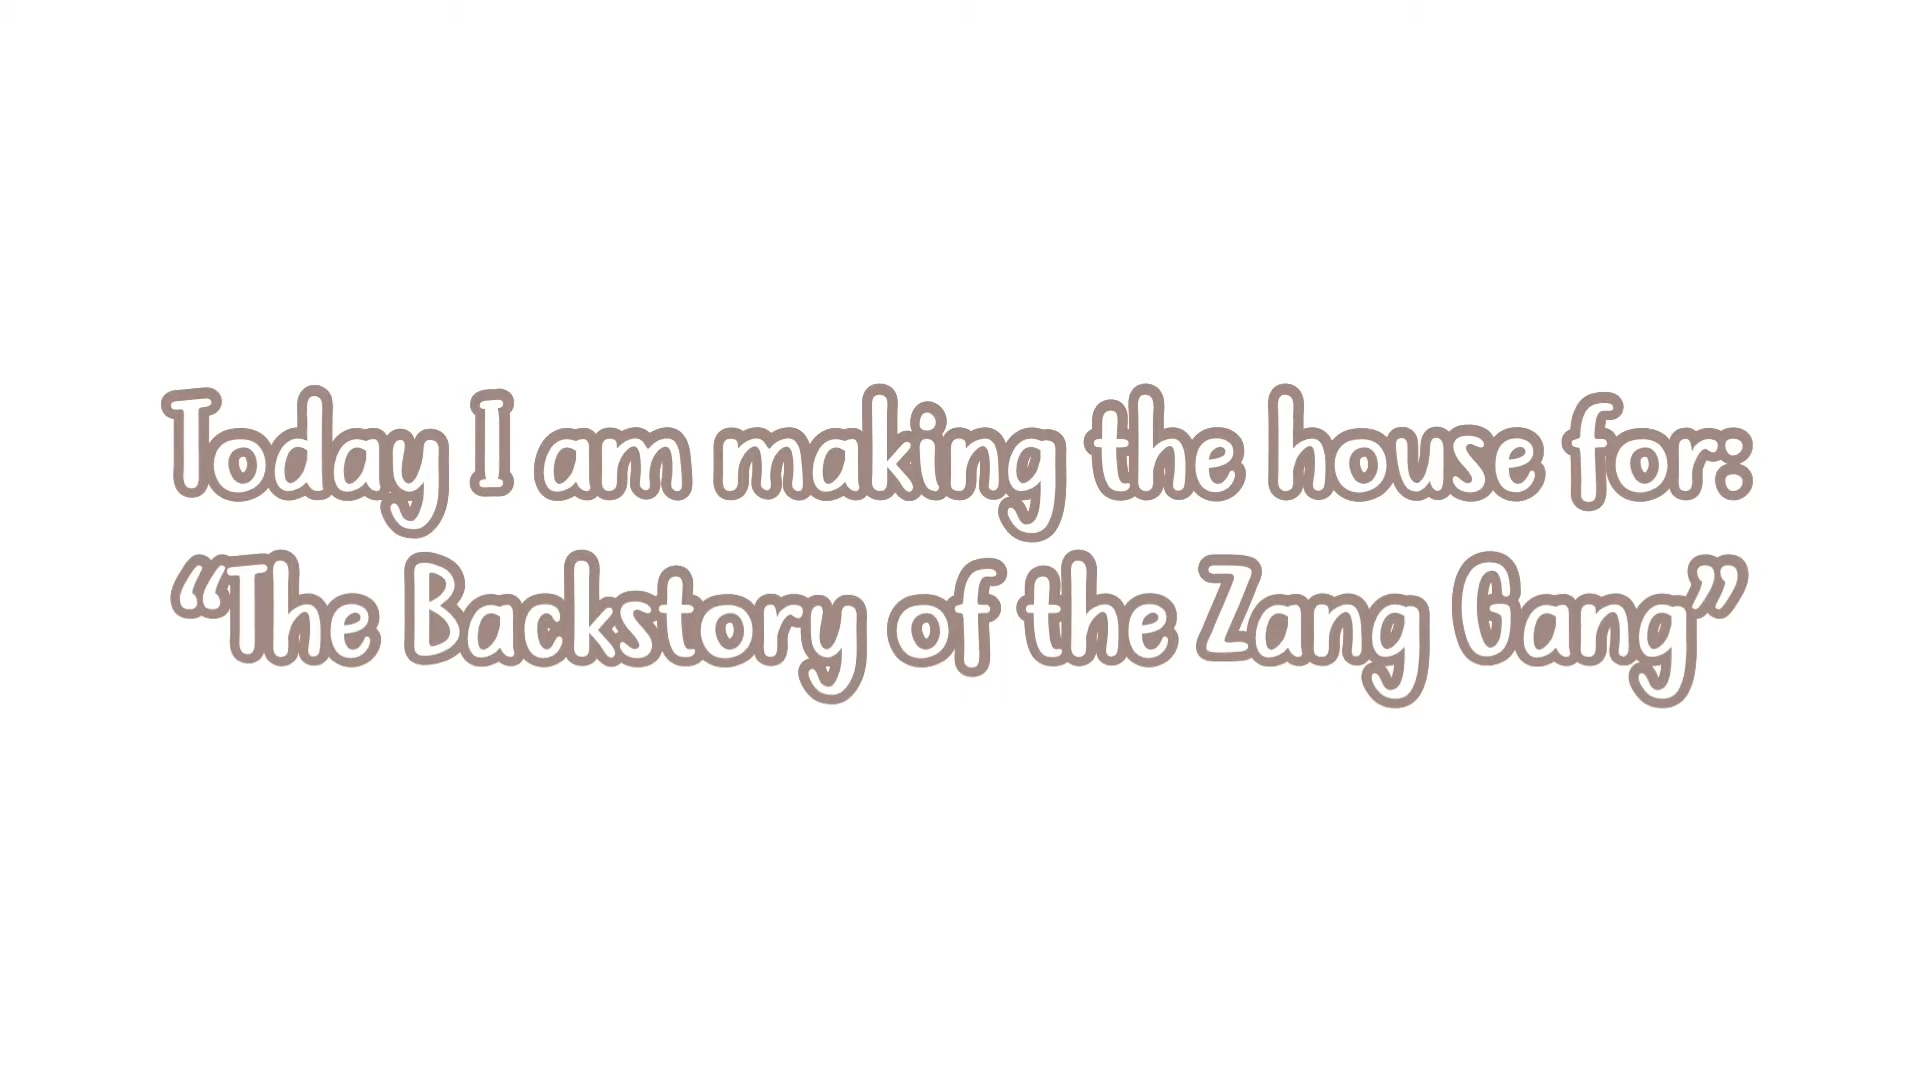 Today I am making the house for:
“The Backstory of the Zang Gang”